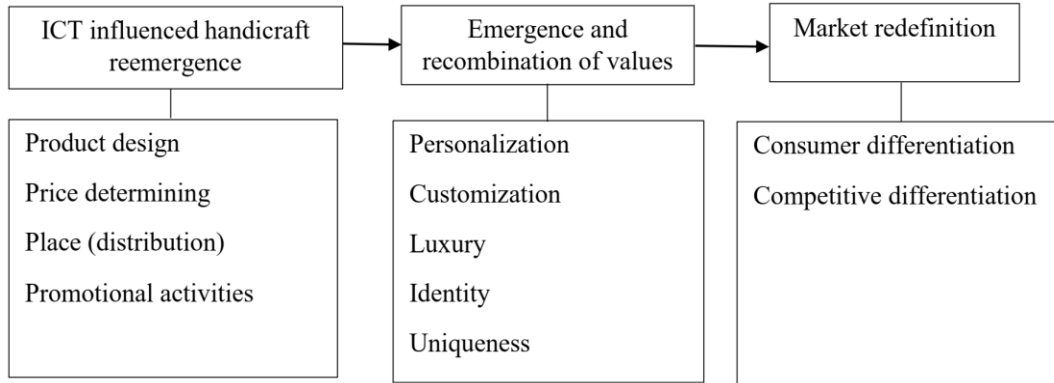 ICT influenced handicraft
reemergence
Emergence and
recombination of values
Market redefinition
Product design
Price determining
Place (distribution)
Promotional activities
Personalization
Customization
Luxury
Identity
Uniqueness
Consumer differentiation
Competitive differentiation